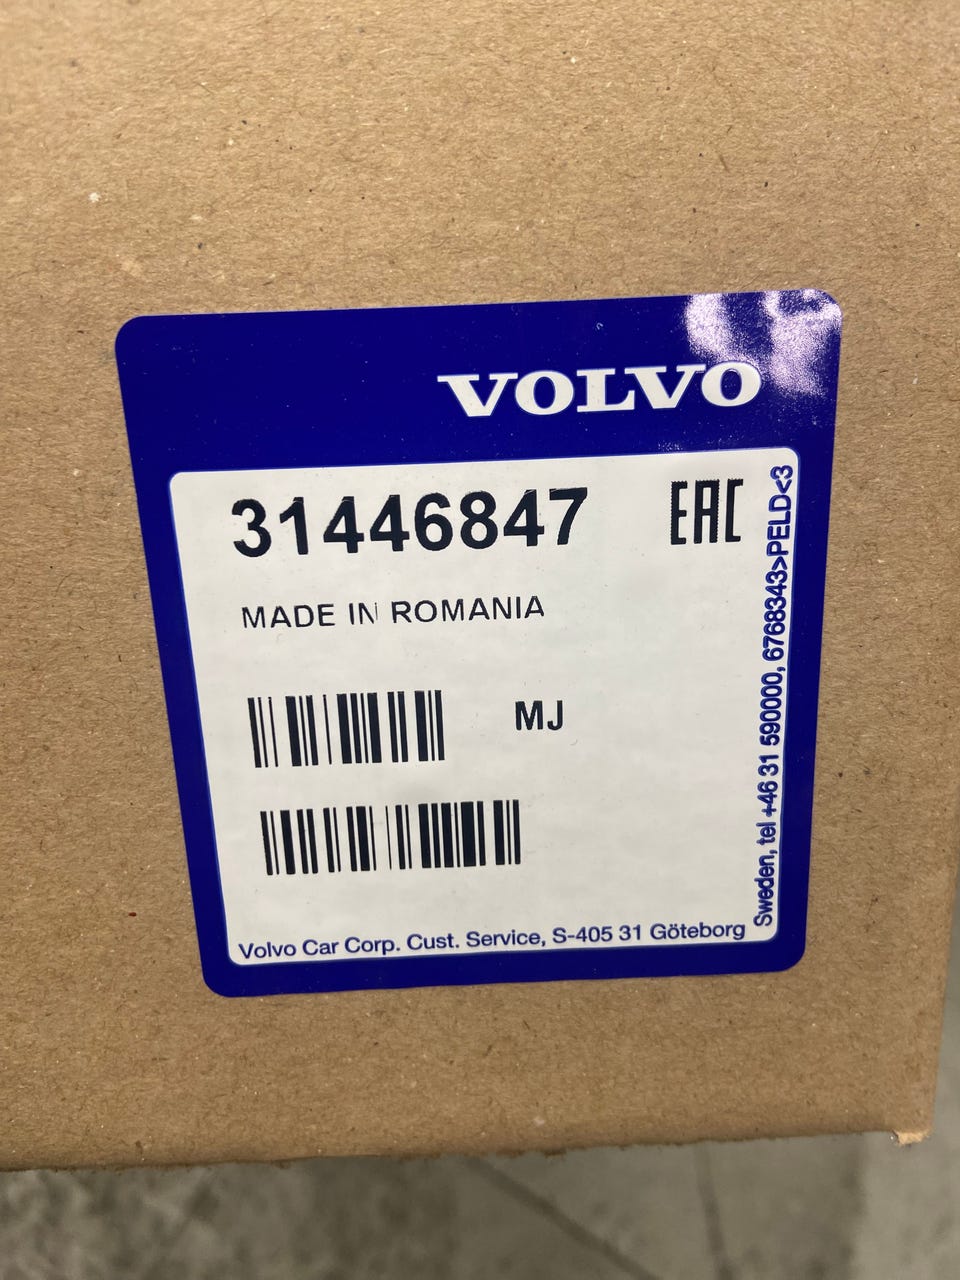 VOLVO
31446847
EAC
MADE IN ROMANIA
MJ
Volvo Car Corp. Cust. Service, S-405 31 Göteborg
Sweden, tel +46 31 590000, 6768343>PELD<3